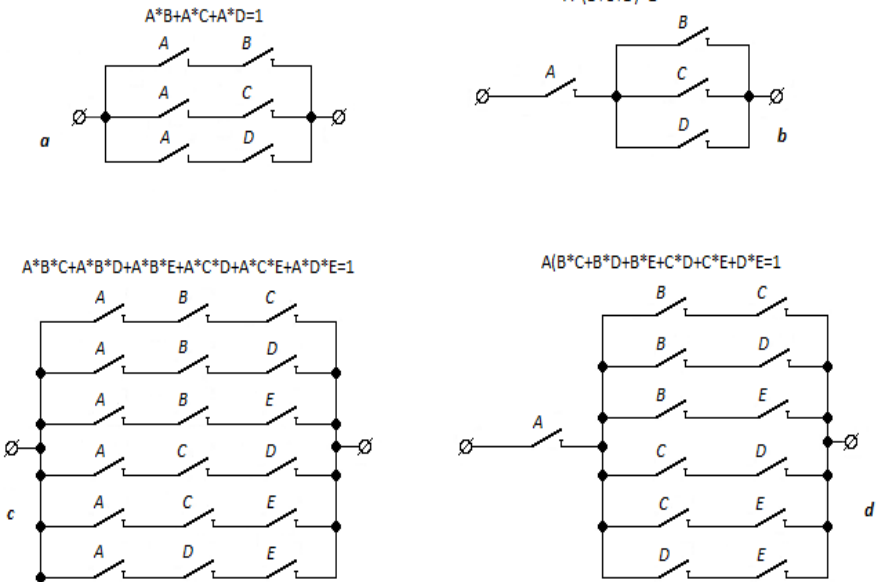 A*B+A*C+A*D=1
A B
A C
A D
a
A
B
C
D
b
A*B*C+A*B*D+A*B*E+A*C*D+A*C*E+A*D*E=1
A B C
A B D
A B E
A C D
A C E
A D E
c
A(B*C+B*D+B*E+C*D+C*E+D*E=1
B C
B D
B E
A
C D
C E
D E
d